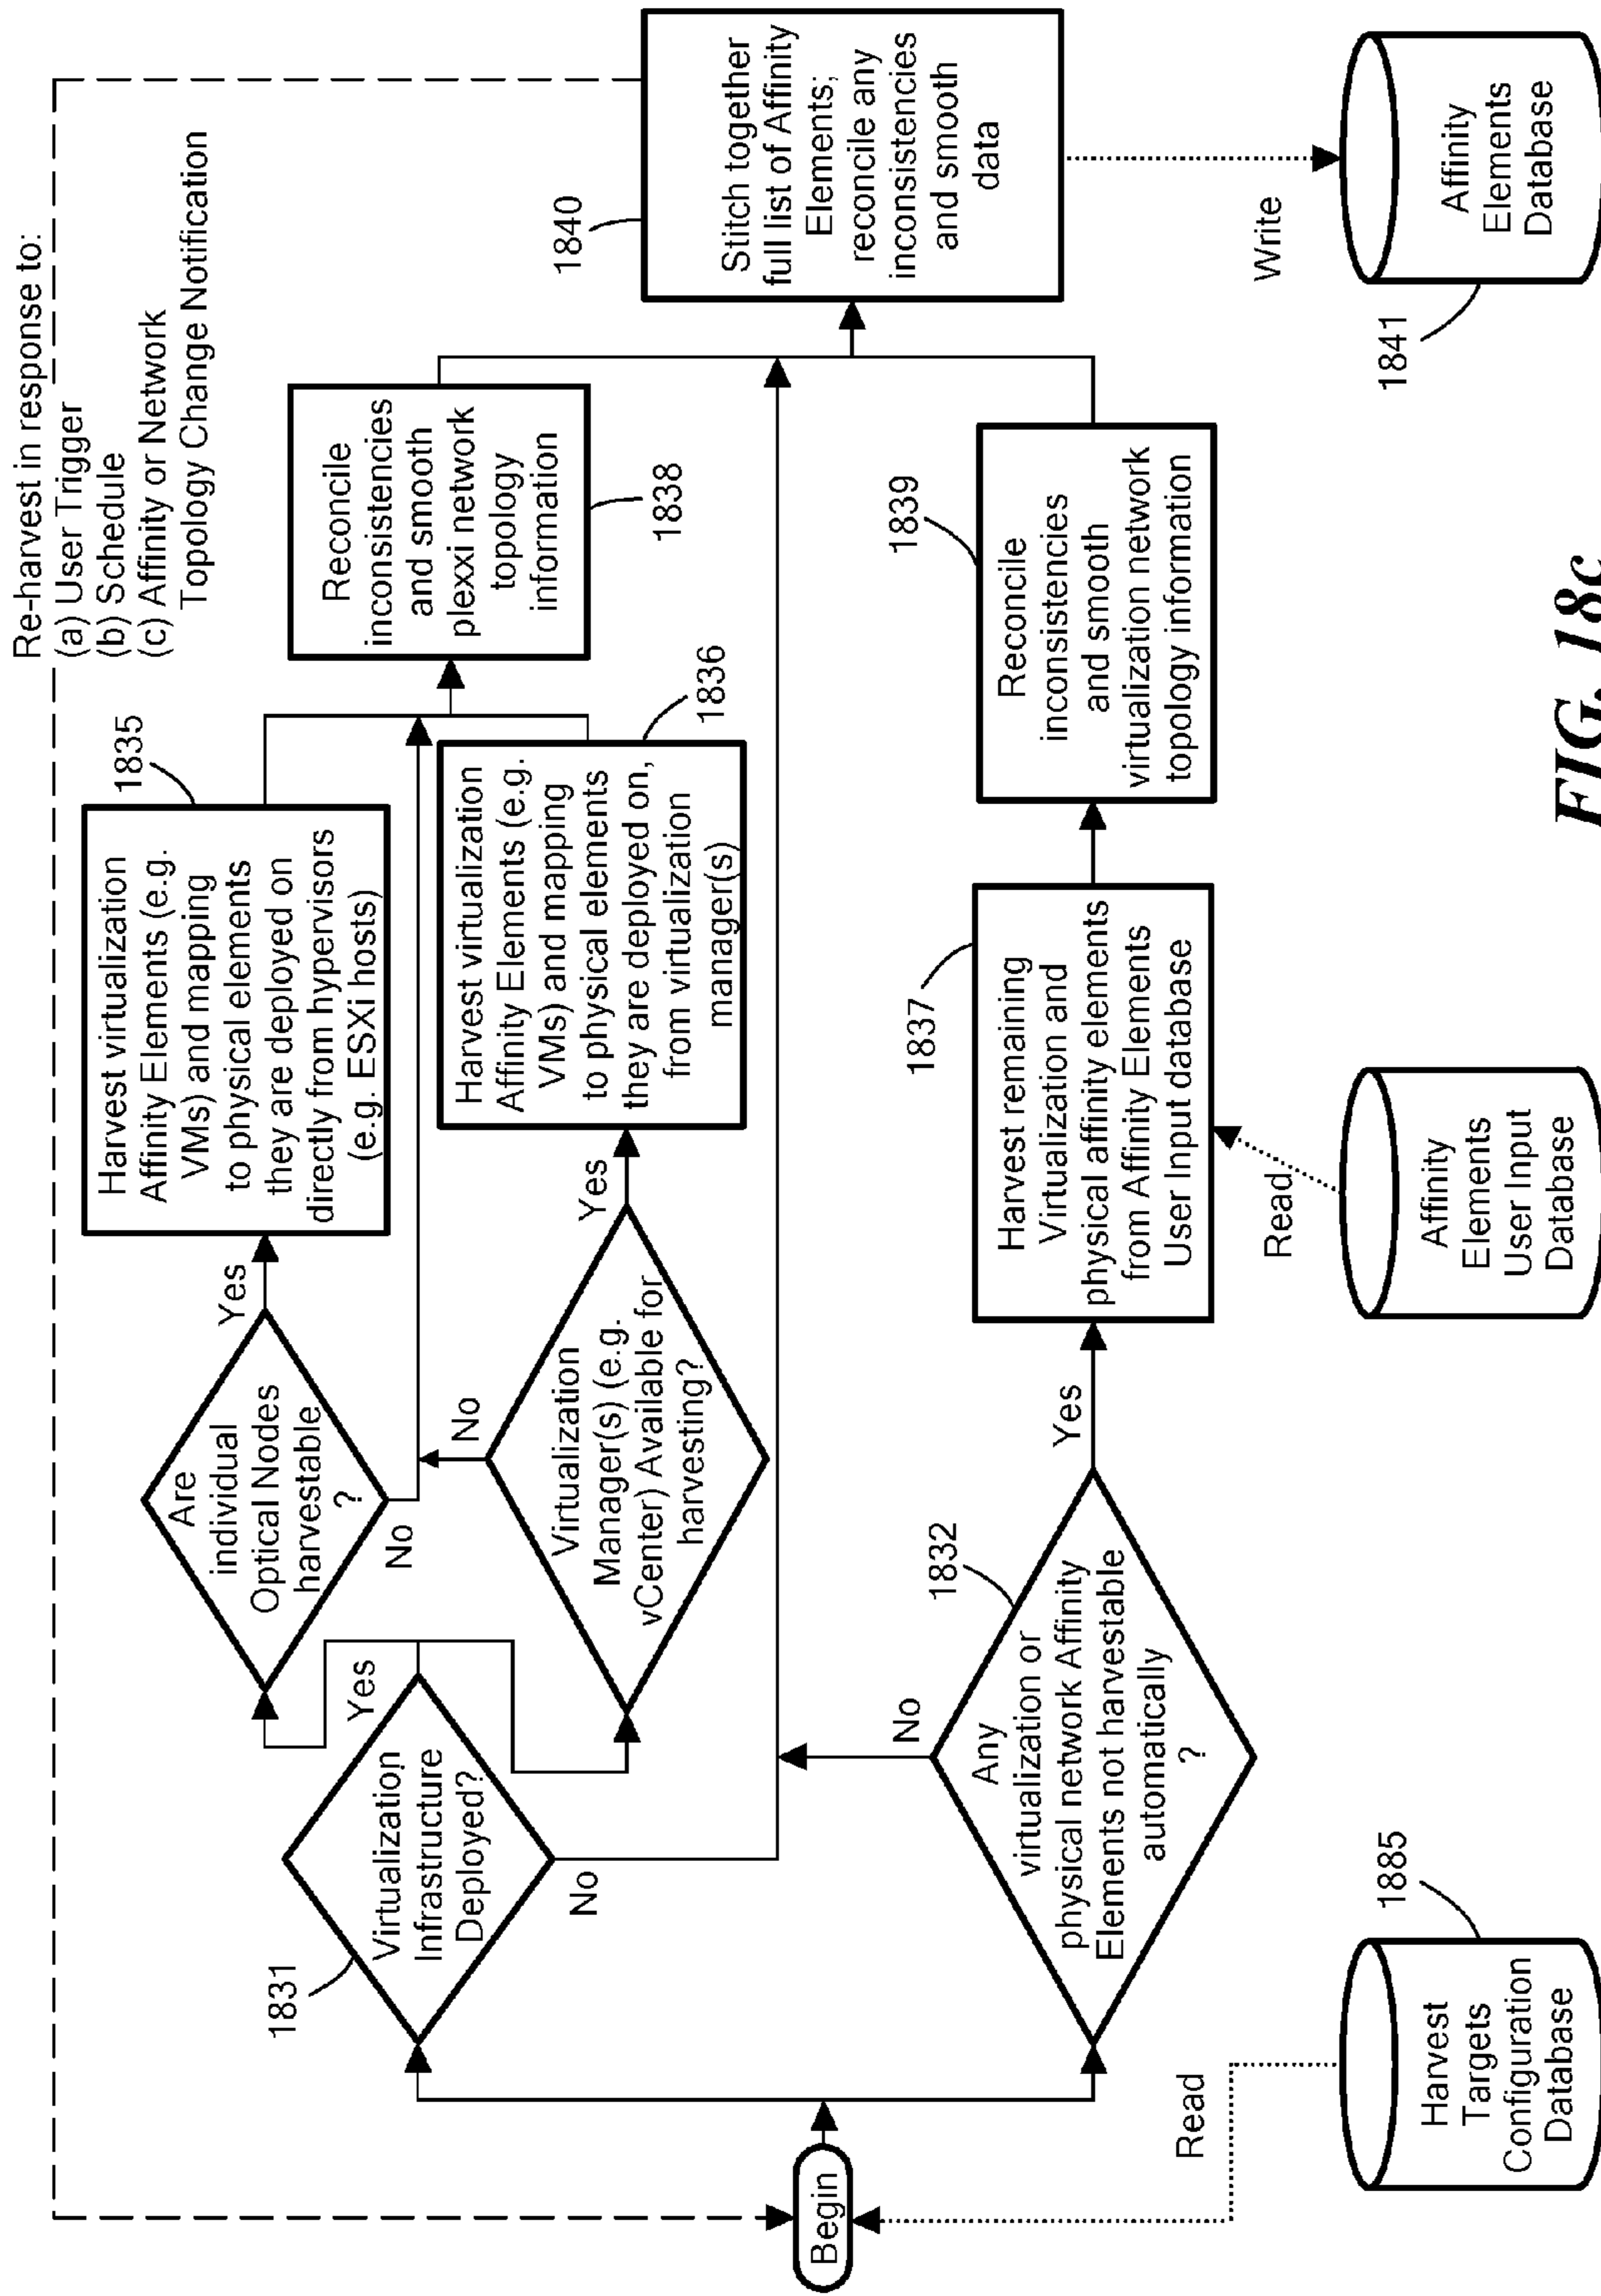 Re-harvest in response to:
(a) User Trigger
(b) Schedule
(c) Affinity or Network
Topology Change Notification
Begin
1831
Virtualization
Infrastructure
Deployed?
Yes
No
Are
individual
Optical Nodes
harvestable
?
Yes
No
1835
Harvest virtualization
Affinity Elements (e.g.
VMs) and mapping
to physical elements
they are deployed on
directly from hypervisors
(e.g. ESXi hosts)
Virtualization
Manager(s) (e.g.
vCenter) Available for
harvesting?
No
Yes
1836
Harvest virtualization
Affinity Elements (e.g.
VMs) and mapping
to physical elements
they are deployed on,
from virtualization
manager(s)
1838
Reconcile
inconsistencies
and smooth
plexxi network
topology
information
1832
Any
virtualization or
physical network Affinity
Elements not harvestable
automatically
?
No
Yes
1837
Harvest remaining
Virtualization and
physical affinity elements
from Affinity Elements
User Input database
1839
Reconcile
inconsistencies
and smooth
virtualization network
topology information
1840
Stitch together
full list of Affinity
Elements;
reconcile any
inconsistencies
and smooth
data
Read
1885
Harvest
Targets
Configuration
Database
Read
Affinity
Elements
User Input
Database
Write
1841
Affinity
Elements
Database
FIG. 18c